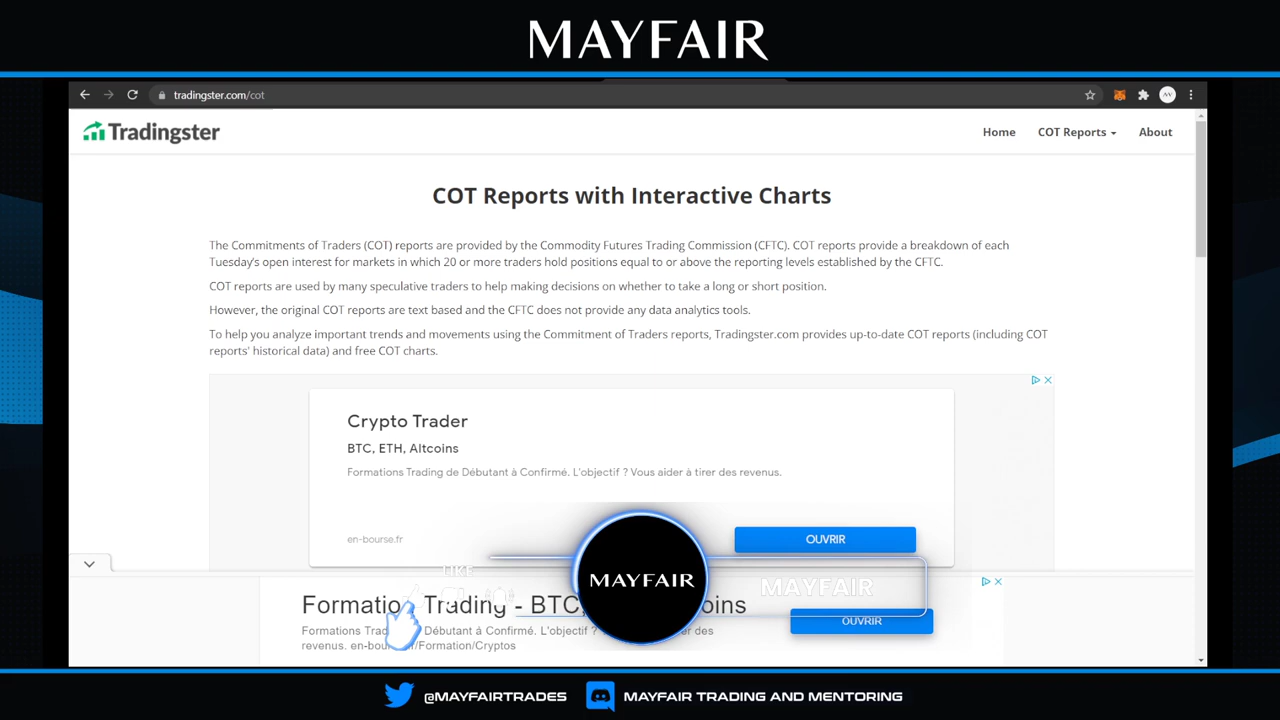 MAYFAIR
tradingster.com/cot
Tradingster
Home COT Reports About
COT Reports with Interactive Charts
The Commitments of Traders (COT) reports are provided by the Commodity Futures Trading Commission (CFTC). COT reports provide a breakdown of each
Tuesday's open interest for markets in which 20 or more traders hold positions equal to or above the reporting levels established by the CFTC.
COT reports are used by many speculative traders to help making decisions on whether to take a long or short position.
However, the original COT reports are text based and the CFTC does not provide any data analytics tools.
To help you analyze important trends and movements using the Commitment of Traders reports, Tradingster.com provides up-to-date COT reports (including COT
reports' historical data) and free COT charts.
Crypto Trader
BTC, ETH, Altcoins
Formations Trading de Débutant à Confirmé. L'objectif ? Vous aider à tirer des revenus.
en-bourse.fr
OUVRIR
LIKE
MAYFAIR
MAYFAIR
Formation Trading - BTC, oins
Formations Trad Débutant à Confirmé. L'objectif ? er des
revenus. en-bou r/Formation/Cryptos
OUVRIR
@MAYFAIRTRADES MAYFAIR TRADING AND MENTORING